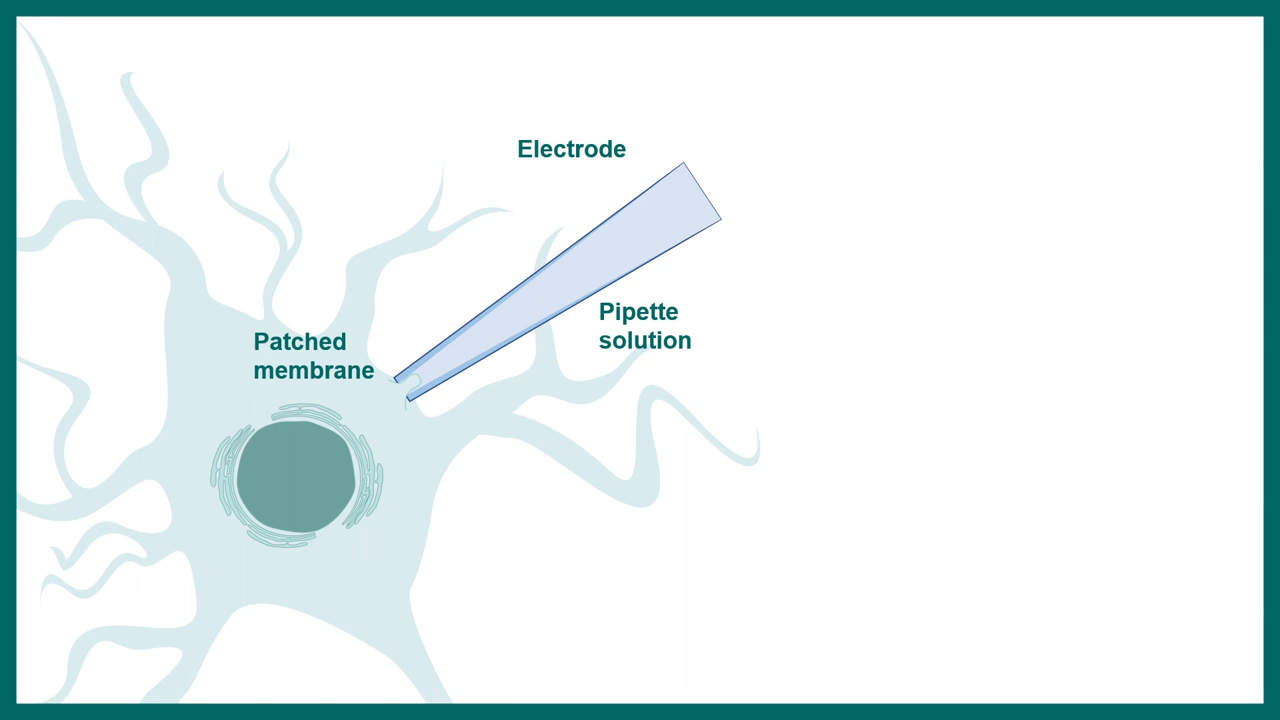 Electrode
Pipette
solution
Patched
membrane